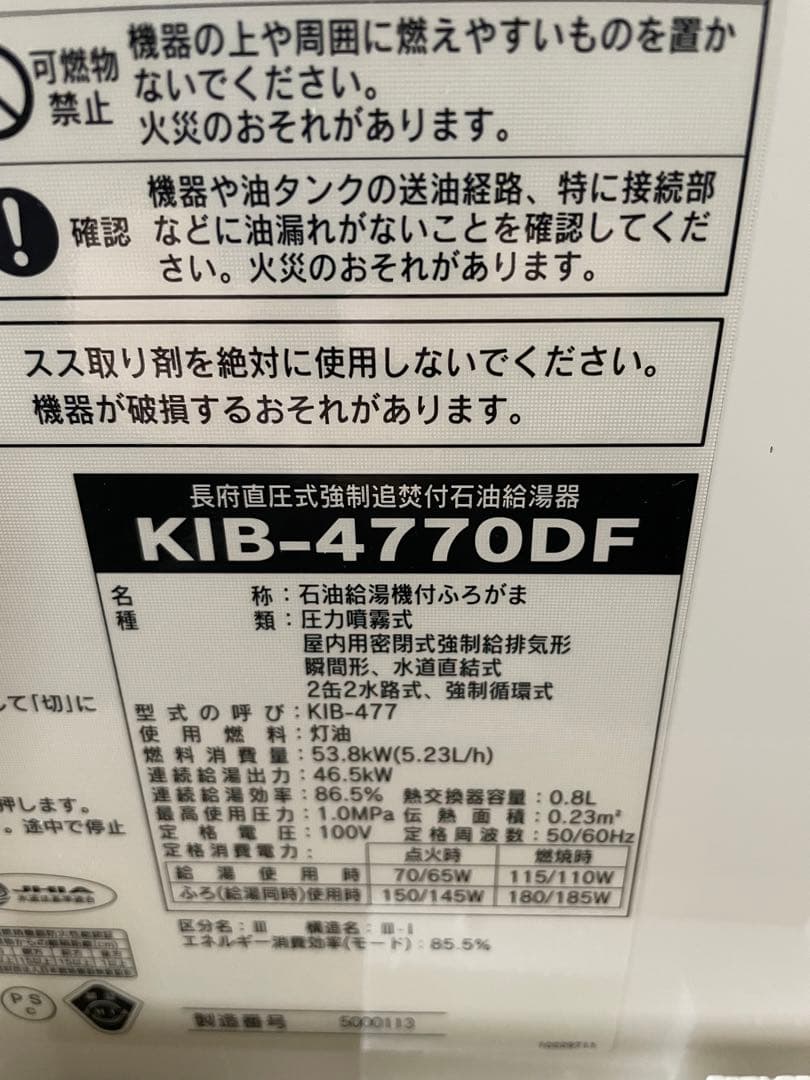 可燃物
禁止
機器の上や周囲に燃えやすいものを置か
ないでください。
火災のおそれがあります。
確認
機器や油タンクの送油経路、特に接続部
などに油漏れがないことを確認してくだ
さい。火災のおそれがあります。
スス取り剤を絶対に使用しないでください。
機器が破損するおそれがあります。
長府直圧式強制追焚付石油給湯器
KIB-4770DF
名称:石油給湯機付ふろがま
種類:圧力噴霧式
屋内用密閉式強制給排気形
瞬間形、水道直結式
2缶2水路式、強制循環式
型式の呼び:KIB-477
使用燃料:灯油
燃料消費量:53.8kW(5.23L/h)
連続給湯出力:46.5kW
連続給湯効率:86.5% 熱交換器容量:0.8L
最高使用圧力:1.0MPa 伝熱面積:0.23m²
定格電圧:100V 定格周波数:50/60Hz
定格消費電力: 点火時 燃焼時
給湯使用時 70/65W 115/110W
ふろ(給湯同時)使用時 150/145W 180/185W
区分名:Ⅲ 構造名:Ⅲ-Ⅰ
エネルギー消費効率(モード):85.5%
製造番号 5000113
して「切」に
押します。
。途中で停止
JHIA
PS
C